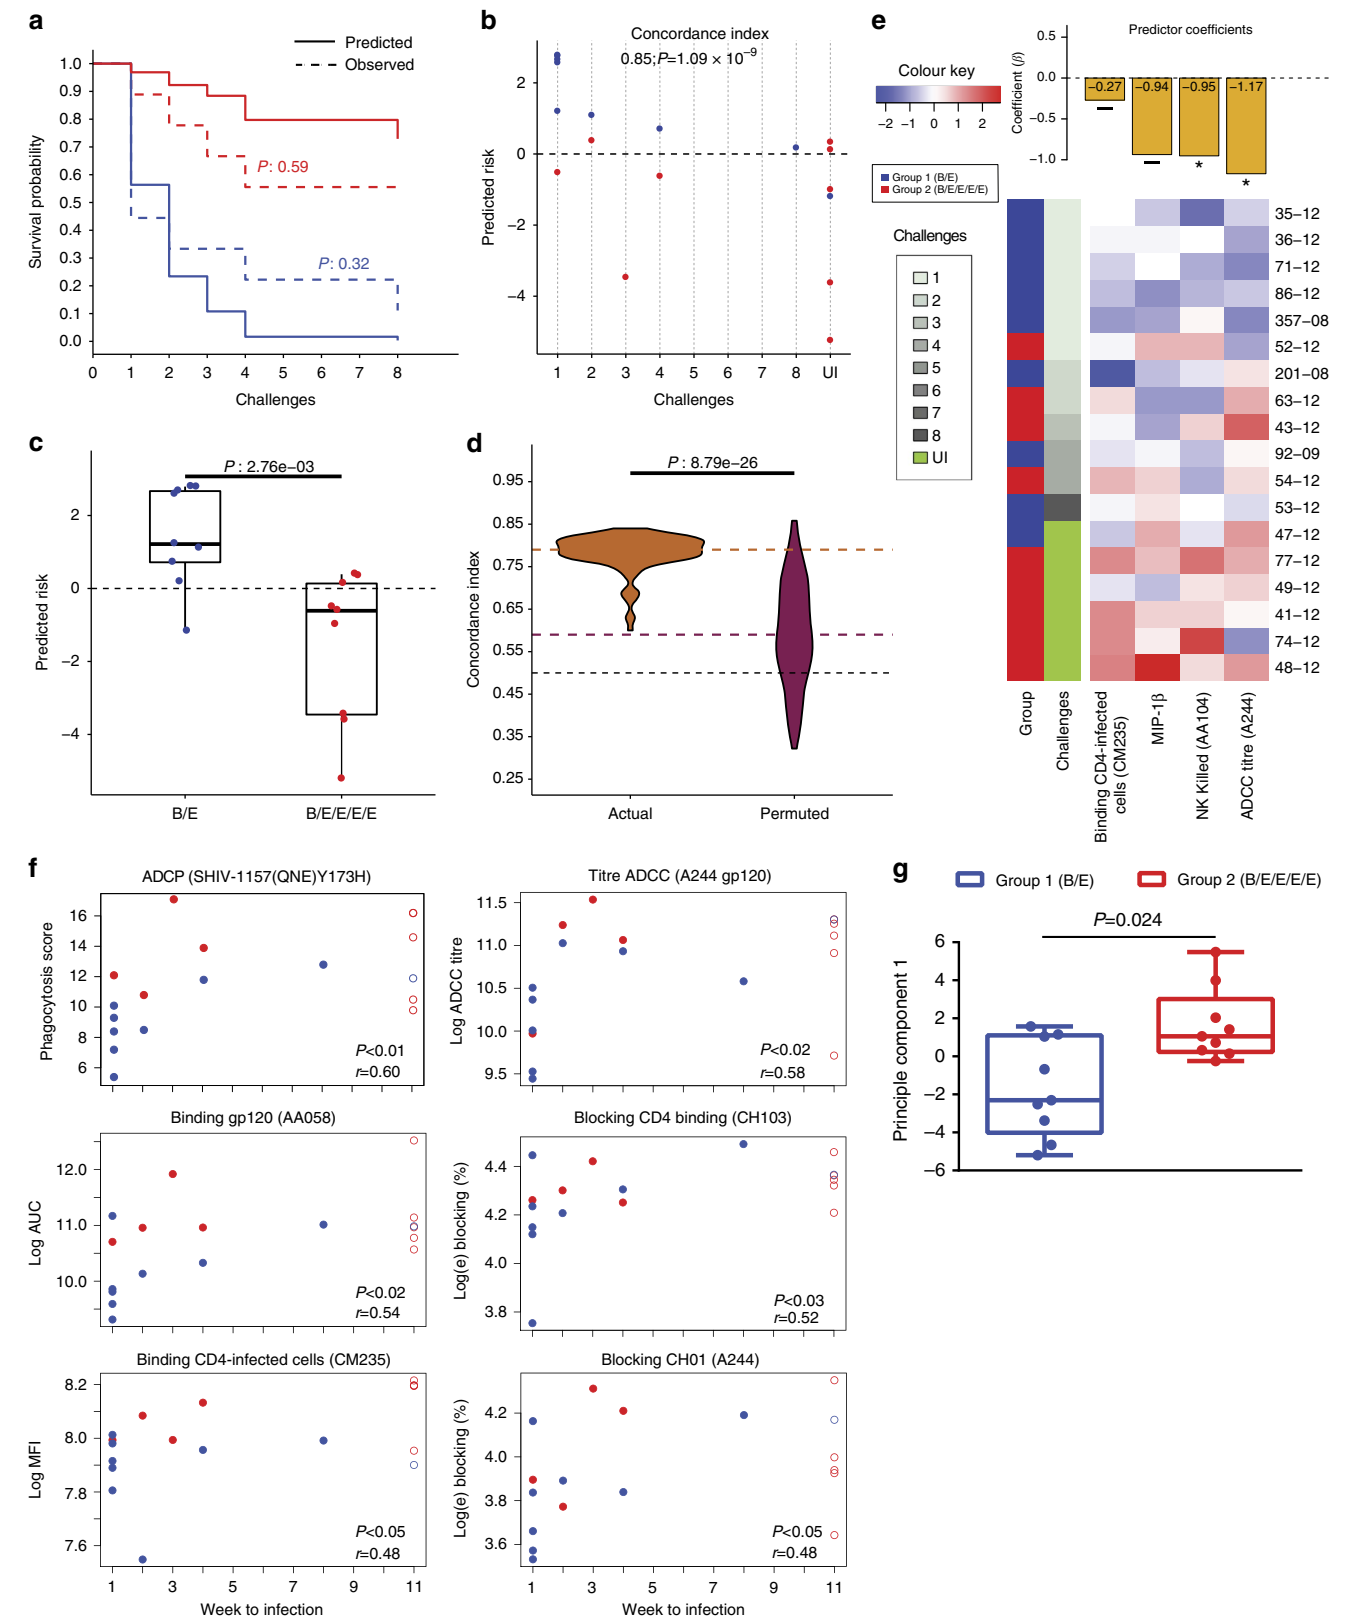 a
Predicted
Observed
1.0
0.9
0.8
0.7
0.6
0.5
0.4
0.3
0.2
0.1
0.0
Survival probability
P: 0.59
P: 0.32
0 1 2 3 4 5 6 7 8
Challenges
b
Concordance index
0.85;P=1.09 × 10−9
2
0
−2
−4
Predicted risk
1 2 3 4 5 6 7 8 UI
Challenges
c
P : 2.76e−03
2
0
−2
−4
Predicted risk
B/E B/E/E/E/E
d
P : 8.79e−26
0.95
0.85
0.75
0.65
0.55
0.45
0.35
0.25
Concordance index
Actual Permuted
e
Colour key
−2 −1 0 1 2
Group 1 (B/E)
Group 2 (B/E/E/E/E)
Challenges
1
2
3
4
5
6
7
8
UI
Predictor coefficients
0.5
0.0
−0.5
−1.0
Coefficient (β)
−0.27 −0.94 −0.95 −1.17
* *
35−12
36−12
71−12
86−12
357−08
52−12
201−08
63−12
43−12
92−09
54−12
53−12
47−12
77−12
49−12
41−12
74−12
48−12
Group
Challenges
Binding CD4-infected
cells (CM235)
MIP-1β
NK Killed (AA104)
ADCC titre (A244)
f
ADCP (SHIV-1157(QNE)Y173H)
16
14
12
10
8
6
Phagocytosis score
P<0.01
r=0.60
Titre ADCC (A244 gp120)
11.5
11.0
10.5
10.0
9.5
Log ADCC titre
P<0.02
r=0.58
Binding gp120 (AA058)
12.0
11.0
10.0
Log AUC
P<0.02
r=0.54
Blocking CD4 binding (CH103)
4.4
4.2
4.0
3.8
Log(e) blocking (%)
P<0.03
r=0.52
Binding CD4-infected cells (CM235)
8.2
8.0
7.8
7.6
Log MFI
P<0.05
r=0.48
1 3 5 7 9 11
Week to infection
Blocking CH01 (A244)
4.2
4.0
3.8
3.6
Log(e) blocking (%)
P<0.05
r=0.48
1 3 5 7 9 11
Week to infection
g
Group 1 (B/E) Group 2 (B/E/E/E/E)
P=0.024
6
4
2
0
−2
−4
−6
Principle component 1